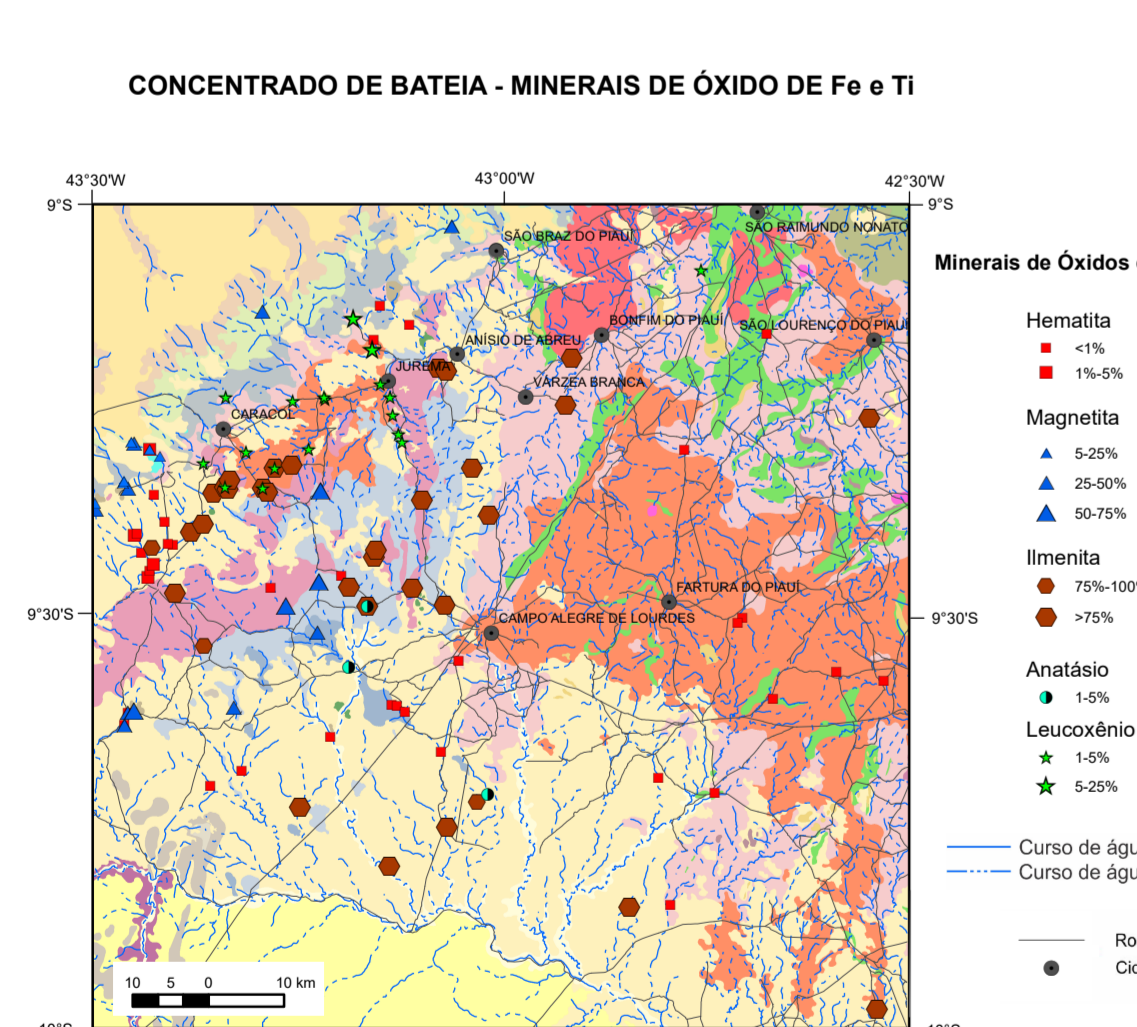 CONCENTRADO DE BATEIA - MINERAIS DE ÓXIDO DE Fe e Ti
43°30'W
43°00'W
42°30'W
9°S
9°S
SÃO RAIMUNDO NONATO
SÃO BRAZ DO PIAUÍ
BONFIM DO PIAUÍ
SÃO LOURENÇO DO PIAUÍ
ANÍSIO DE ABREU
JUREMA
VÁRZEA BRANCA
CARACOL
FARTURA DO PIAUÍ
CAMPO ALEGRE DE LOURDES
9°30'S
9°30'S
10 5 0 10 km
10°S
10°S
Minerais de Óxidos
Hematita
<1%
1%-5%
Magnetita
5-25%
25-50%
50-75%
Ilmenita
75%-100%
>75%
Anatásio
1-5%
Leucoxênio
1-5%
5-25%
Curso de águ
Curso de águ
Ro